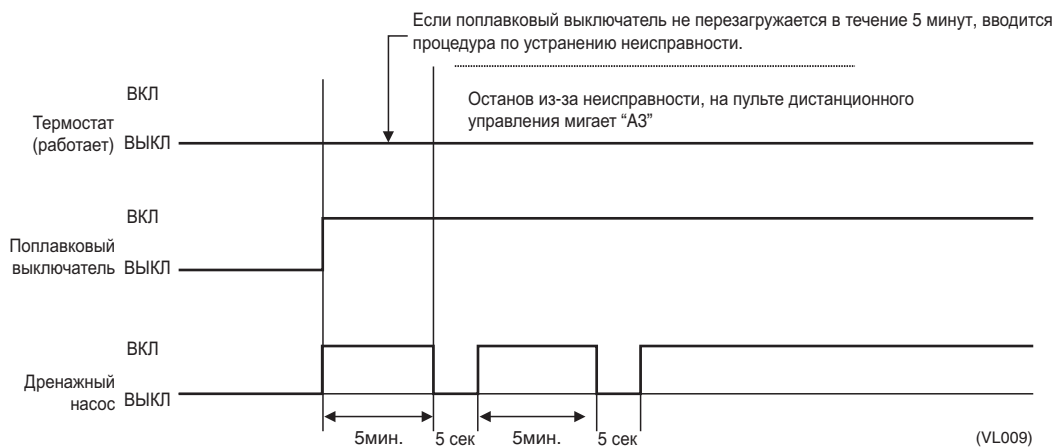 Если поплавковый выключатель не перезагружается в течение 5 минут, вводится
процедура по устранению неисправности.
Останов из-за неисправности, на пульте дистанционного
управления мигает “A3”
ВКЛ
Термостат
(работает)
ВЫКЛ
ВКЛ
Поплавковый
выключатель
ВЫКЛ
ВКЛ
Дренажный
насос
ВЫКЛ
5мин.
5 сек
5мин.
5 сек
(VL009)